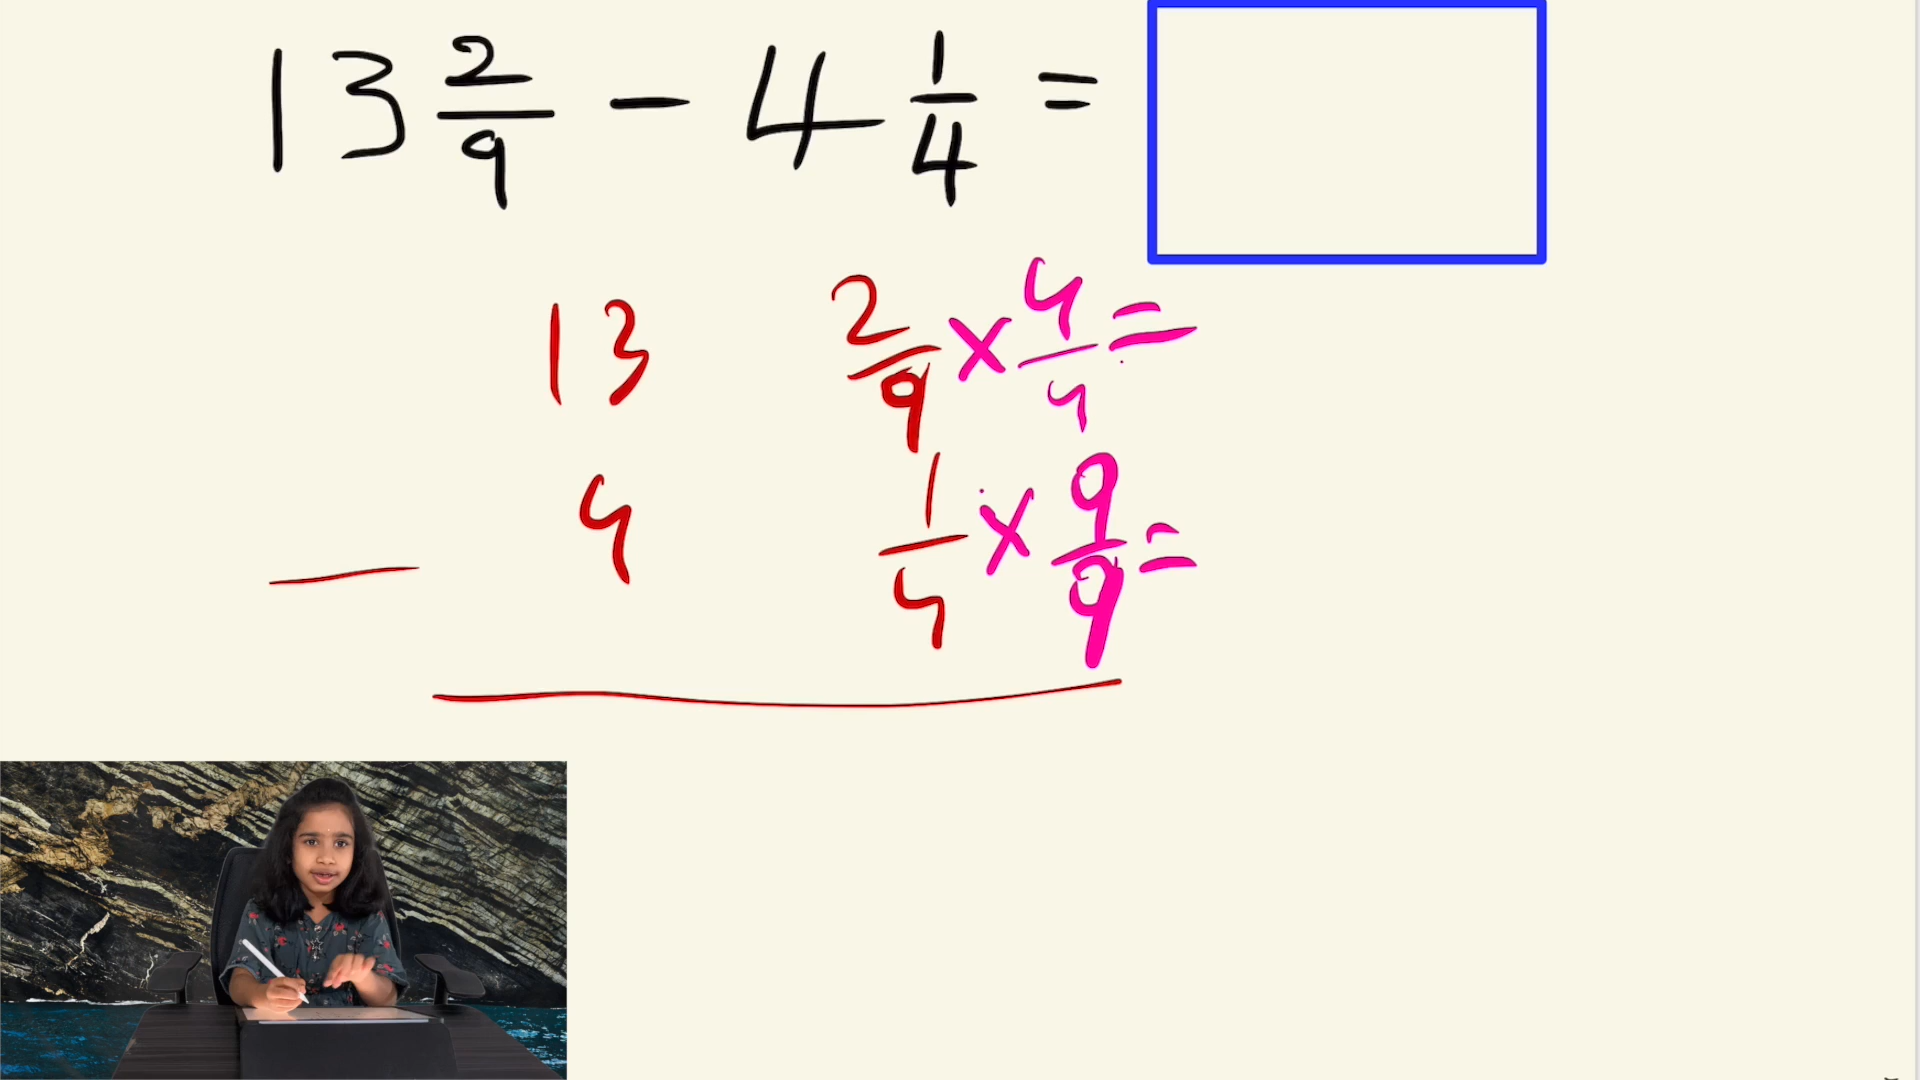 13 2/9 - 4 1/4 =
13 2/9 × 4/4 =
- 4 1/4 × 9/9 =